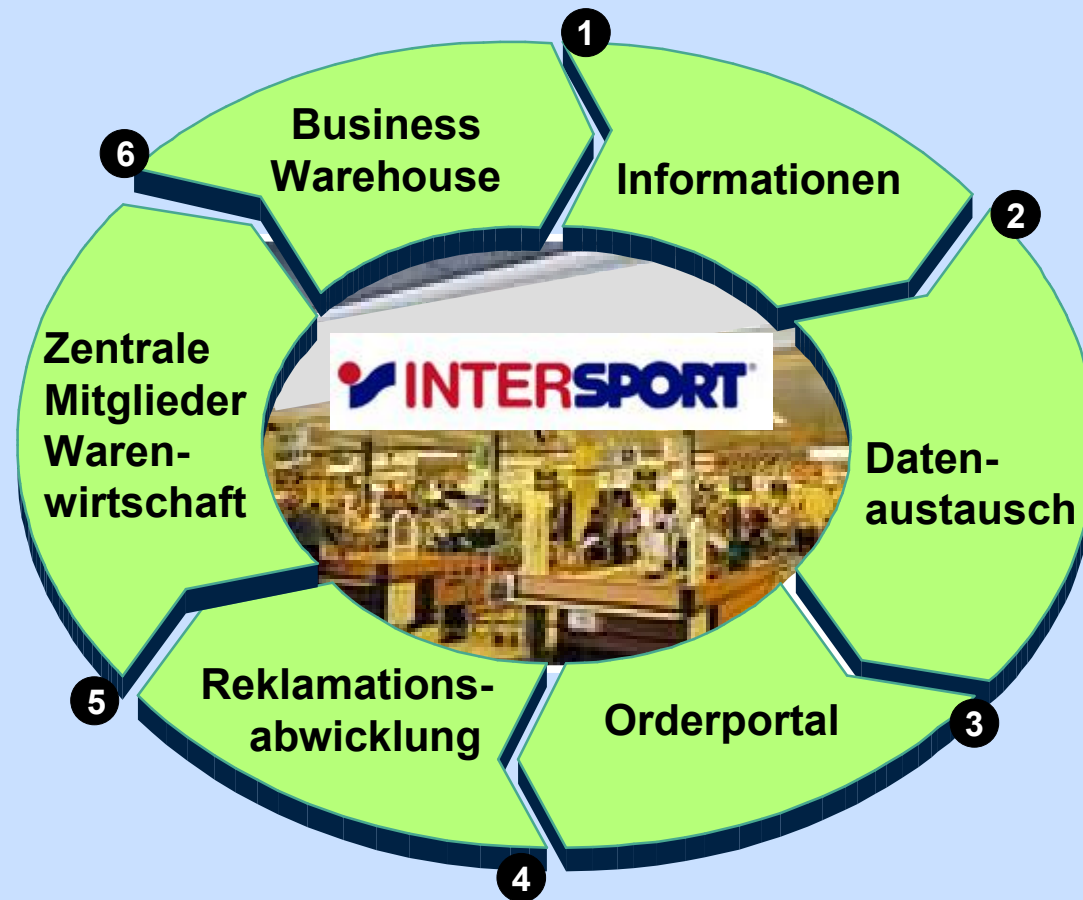 1
Informationen
2
Daten-
austausch
3
Orderportal
4
Reklamations-
abwicklung
5
Zentrale
Mitglieder
Waren-
wirtschaft
6
Business
Warehouse
INTERSPORT